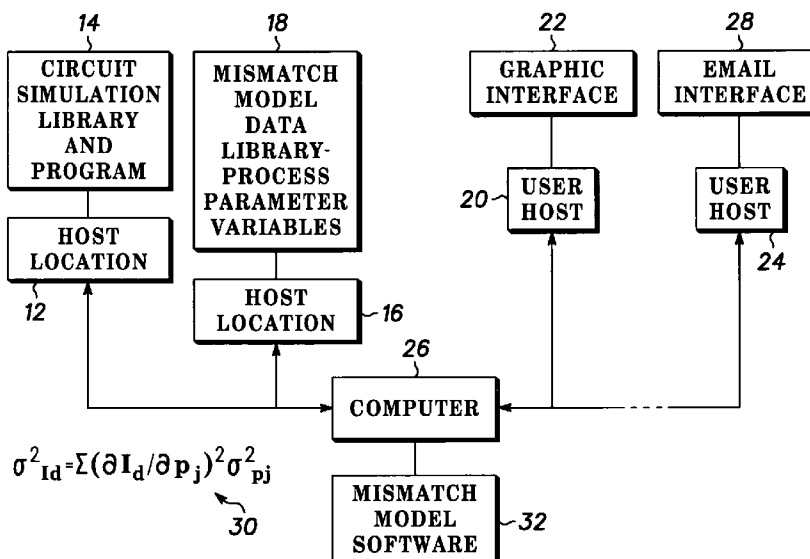 14
CIRCUIT
SIMULATION
LIBRARY
AND
PROGRAM
HOST
LOCATION
12
18
MISMATCH
MODEL
DATA
LIBRARY-
PROCESS
PARAMETER
VARIABLES
HOST
LOCATION
16
22
GRAPHIC
INTERFACE
20
USER
HOST
28
EMAIL
INTERFACE
USER
HOST
24
26
COMPUTER
σ²Id=Σ(∂Id/∂pj)²σ²pj
30
MISMATCH
MODEL
SOFTWARE
32